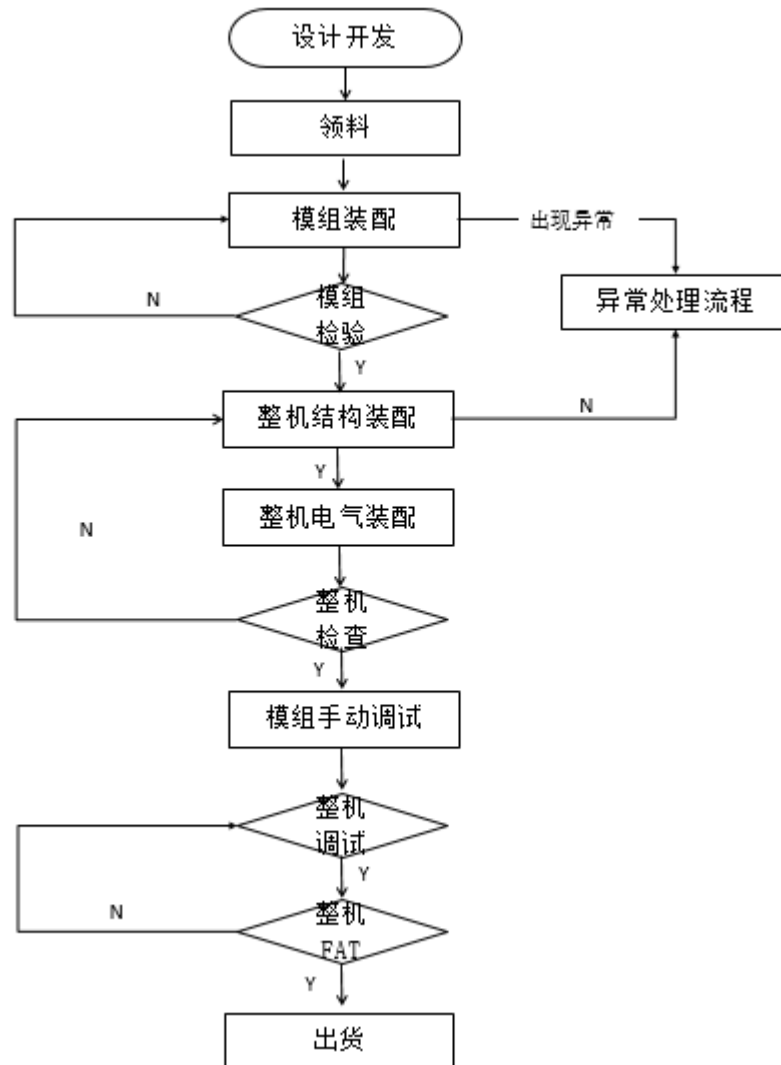 设计开发
领料
模组装配
出现异常
异常处理流程
N
模组
检验
Y
整机结构装配
N
Y
整机电气装配
N
整机
检查
Y
模组手动调试
整机
调试
Y
N
整机
FAT
Y
出货